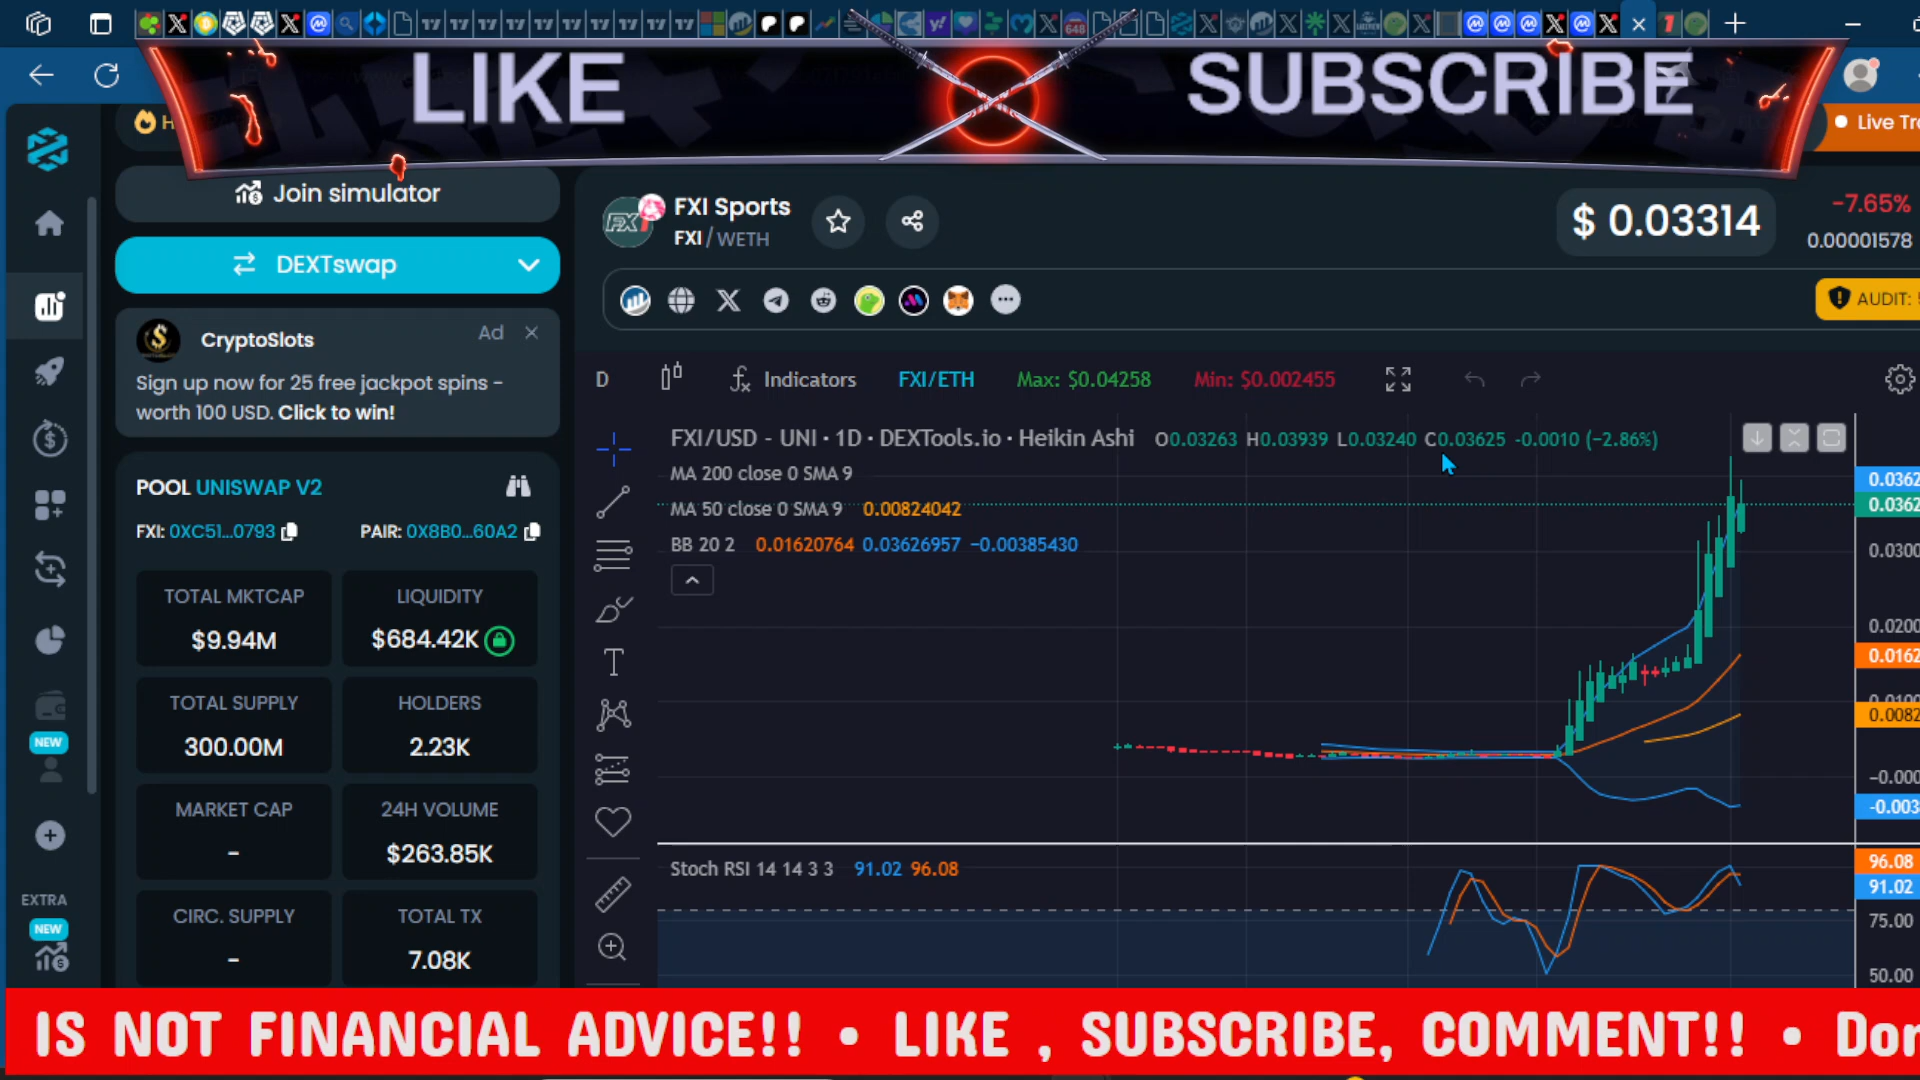 LIKE
SUBSCRIBE
Live Tra
Join simulator
DEXTswap
CryptoSlots
Ad
Sign up now for 25 free jackpot spins -
worth 100 USD. Click to win!
POOL UNISWAP V2
FXI: 0XC51...0793
PAIR: 0X8B0...60A2
TOTAL MKTCAP
$9.94M
LIQUIDITY
$684.42K
TOTAL SUPPLY
300.00M
HOLDERS
2.23K
MARKET CAP
-
24H VOLUME
$263.85K
CIRC. SUPPLY
-
TOTAL TX
7.08K
NEW
EXTRA
NEW
FXI Sports
FXI / WETH
$ 0.03314
-7.65%
0.00001578
AUDIT:
D
Indicators
FXI/ETH
Max: $0.04258
Min: $0.002455
FXI/USD - UNI · 1D · DEXTools.io · Heikin Ashi O0.03263 H0.03939 L0.03240 C0.03625 -0.0010 (-2.86%)
MA 200 close 0 SMA 9
MA 50 close 0 SMA 9 0.00824042
BB 20 2 0.01620764 0.03626957 -0.00385430
0.0362
0.0362
0.0300
0.0200
0.0162
0.0100
0.0082
-0.000
-0.003
Stoch RSI 14 14 3 3 91.02 96.08
96.08
91.02
75.00
50.00
IS NOT FINANCIAL ADVICE!! • LIKE , SUBSCRIBE, COMMENT!! • Don